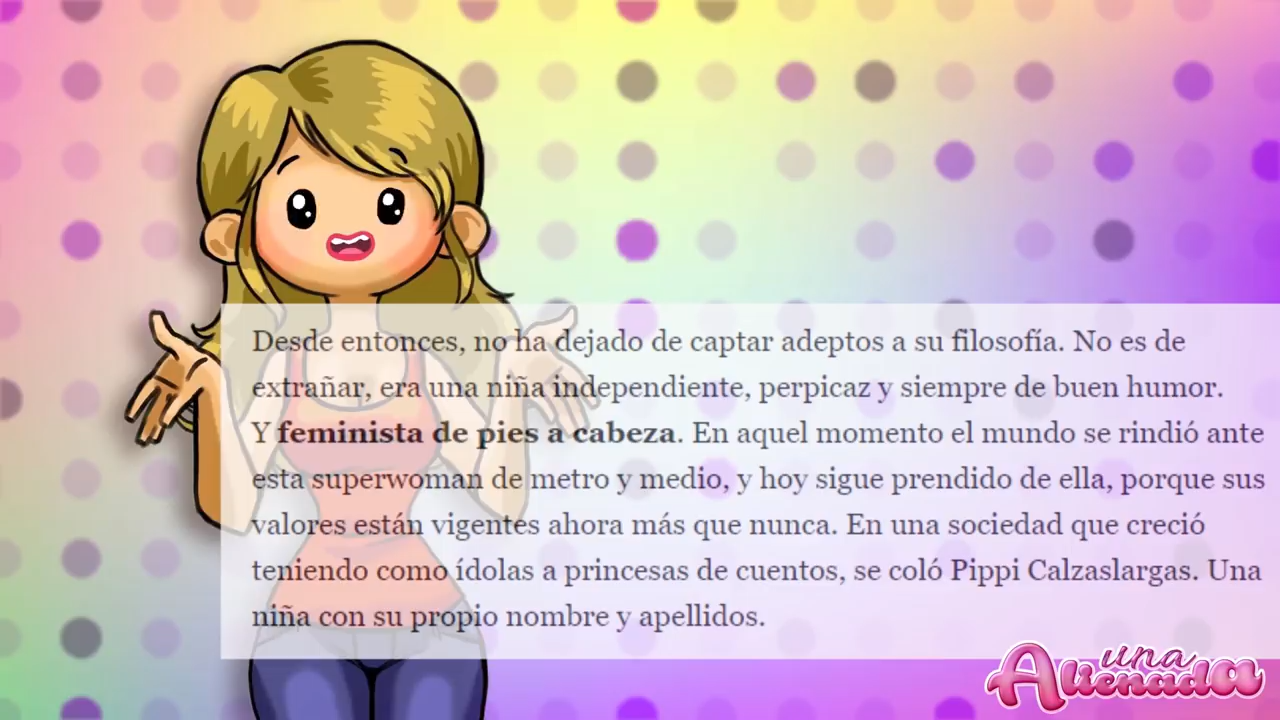 Desde entonces, no ha dejado de captar adeptos a su filosofía. No es de
extrañar, era una niña independiente, perpicaz y siempre de buen humor.
Y feminista de pies a cabeza. En aquel momento el mundo se rindió ante
esta superwoman de metro y medio, y hoy sigue prendido de ella, porque sus
valores están vigentes ahora más que nunca. En una sociedad que creció
teniendo como ídolas a princesas de cuentos, se coló Pippi Calzaslargas. Una
niña con su propio nombre y apellidos.
una
Alienada